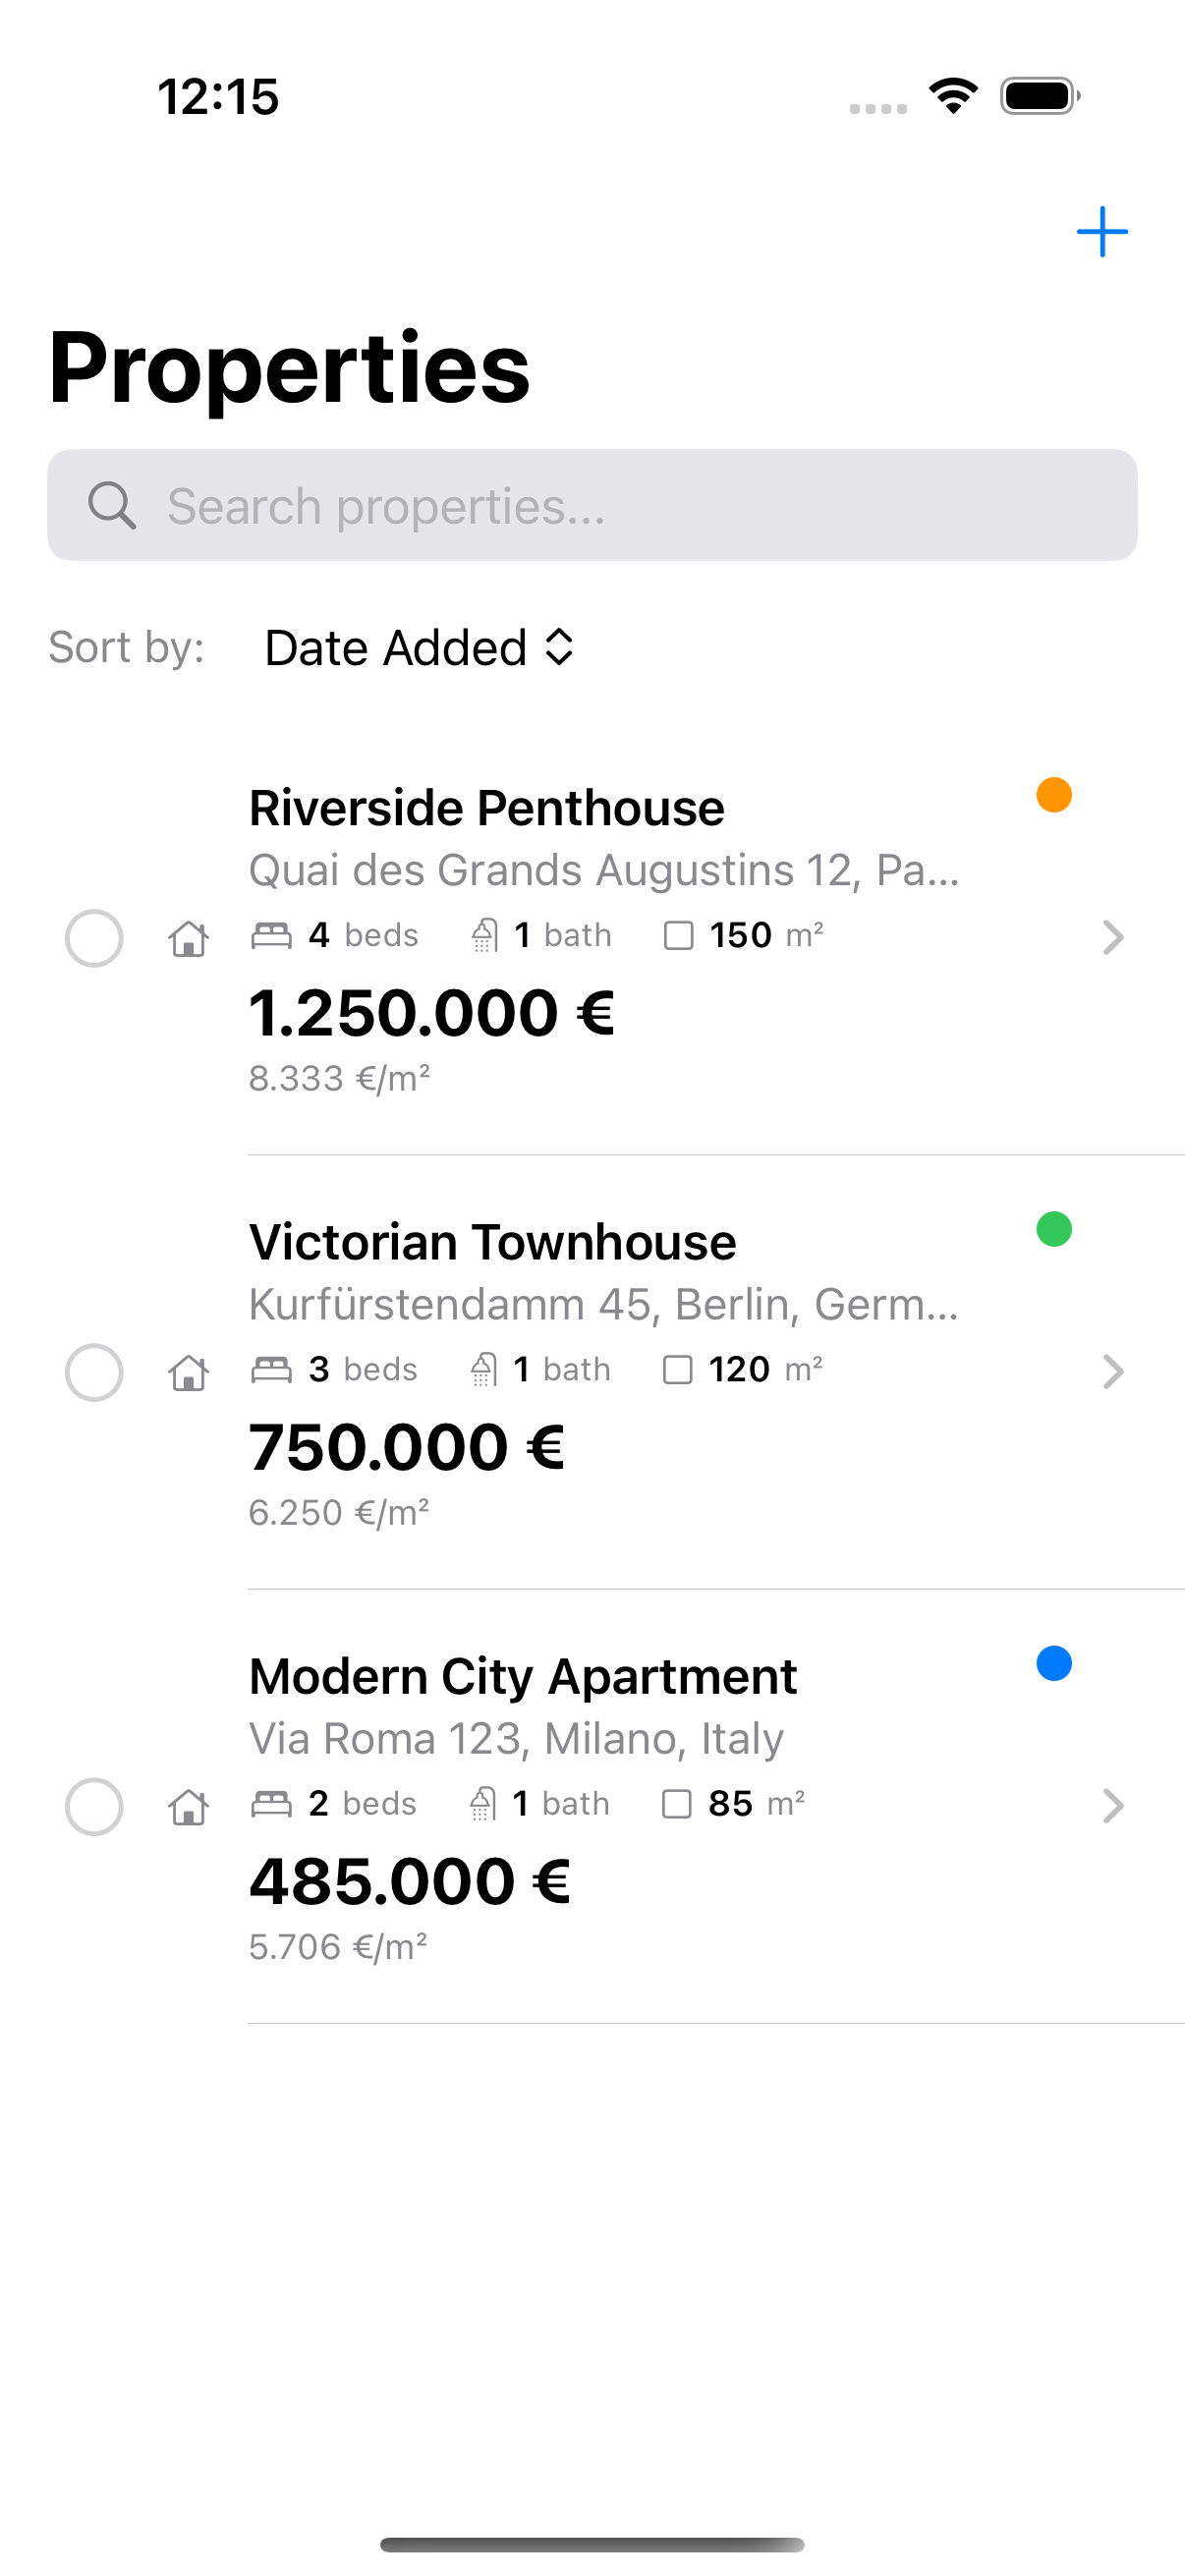 12:15
Properties
Search properties...
Sort by: Date Added
Riverside Penthouse
Quai des Grands Augustins 12, Pa...
4 beds 1 bath 150 m²
1.250.000 €
8.333 €/m²
Victorian Townhouse
Kurfürstendamm 45, Berlin, Germ...
3 beds 1 bath 120 m²
750.000 €
6.250 €/m²
Modern City Apartment
Via Roma 123, Milano, Italy
2 beds 1 bath 85 m²
485.000 €
5.706 €/m²